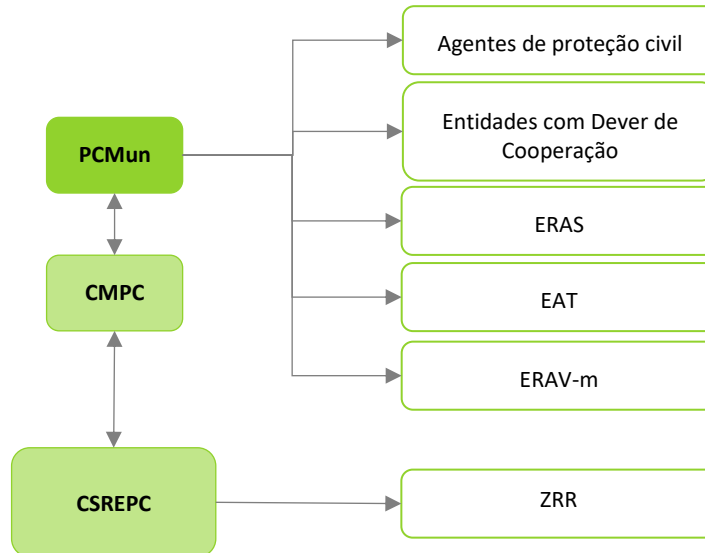 Agentes de proteção civil
PCMun
Entidades com Dever de
Cooperação
ERAS
CMPC
EAT
ERAV-m
CSREPC
ZRR